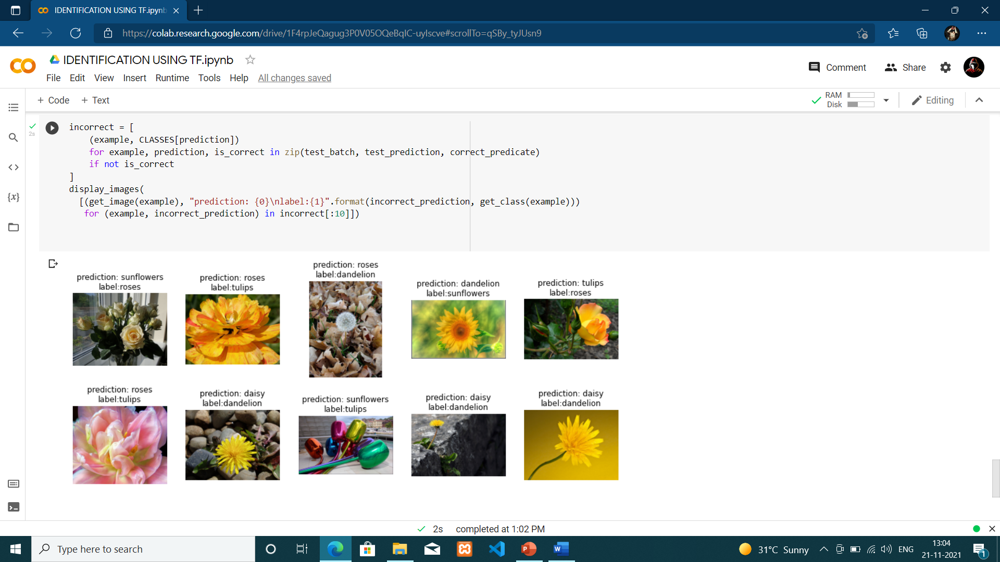 IDENTIFICATION USING TF.ipynb
https://colab.research.google.com/drive/1F4rpJeQagug3P0V05OQeBqIC-uyIscve#scrollTo=qSBy_tyJUsn9
IDENTIFICATION USING TF.ipynb
Comment Share
File Edit View Insert Runtime Tools Help All changes saved
+ Code + Text
RAM
Disk
Editing
2s
incorrect = [
(example, CLASSES[prediction])
for example, prediction, is_correct in zip(test_batch, test_prediction, correct_predicate)
if not is_correct
]
display_images(
[(get_image(example), "prediction: {0}\nlabel:{1}".format(incorrect_prediction, get_class(example)))
for (example, incorrect_prediction) in incorrect[:10]])
{x}
prediction: sunflowers
label:roses
prediction: roses
label:tulips
prediction: roses
label:dandelion
prediction: dandelion
label:sunflowers
prediction: tulips
label:roses
prediction: roses
label:tulips
prediction: daisy
label:dandelion
prediction: sunflowers
label:tulips
prediction: daisy
label:dandelion
prediction: daisy
label:dandelion
2s completed at 1:02 PM
Type here to search
31°C Sunny
ENG
13:04
21-11-2021
1